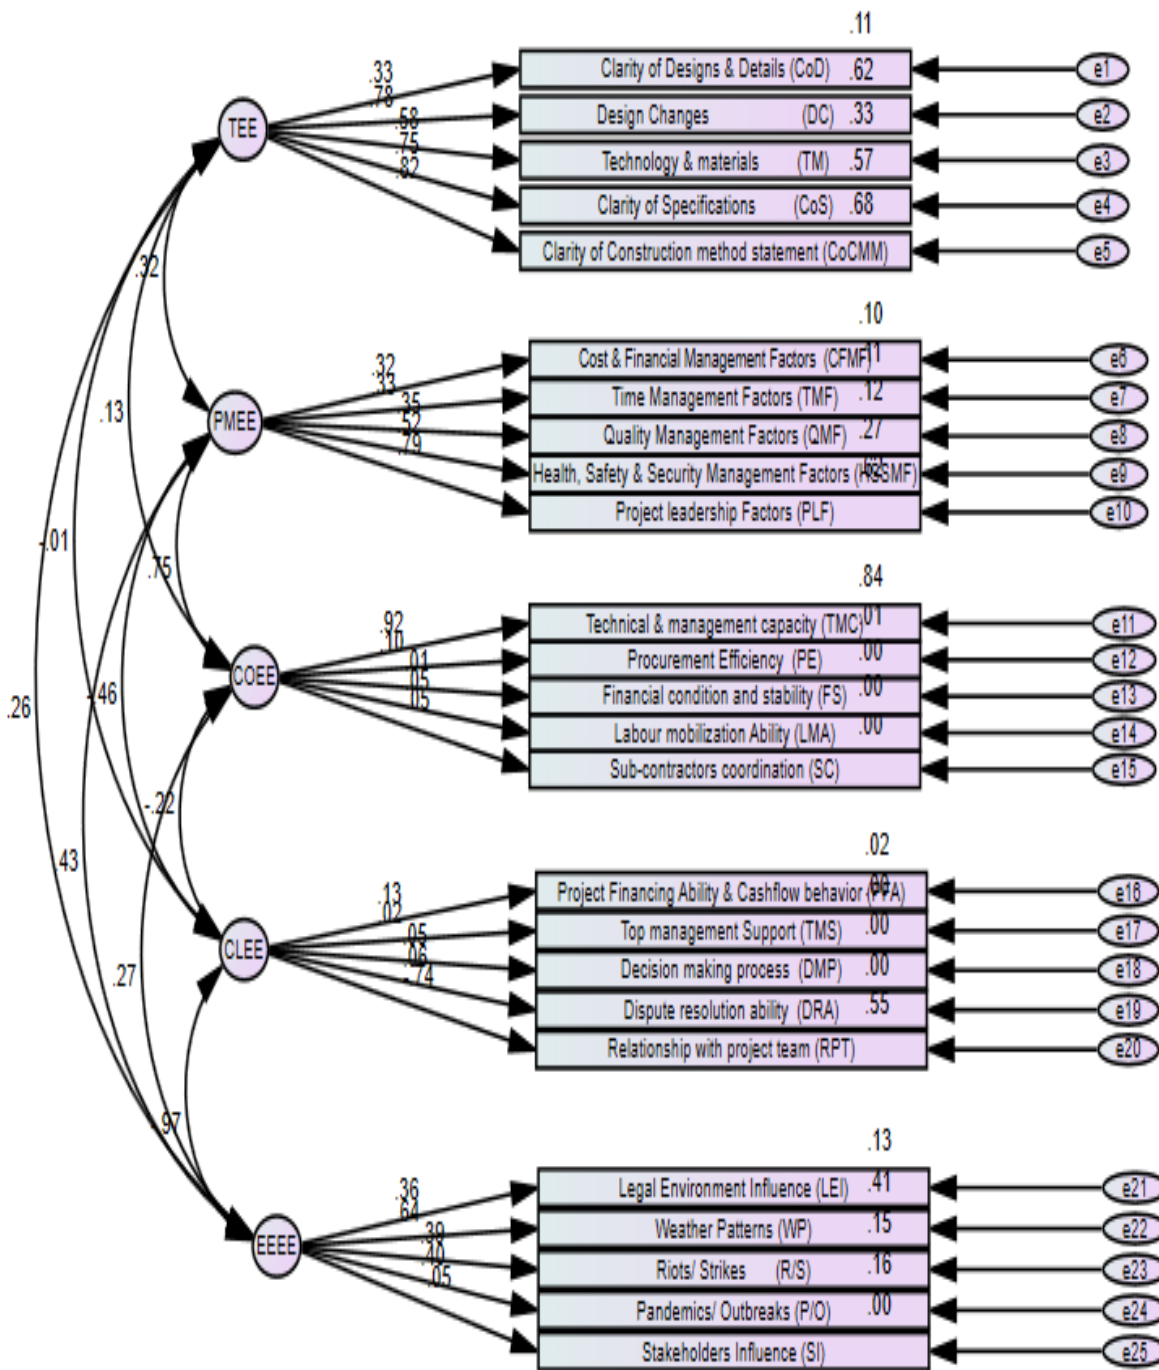 .11
Clarity of Designs & Details (CoD) .62
e1
.33
.78
Design Changes (DC) .33
e2
TEE
.58
Technology & materials (TM) .57
e3
.75
.82
Clarity of Specifications (CoS) .68
e4
Clarity of Construction method statement (CoCMM)
e5
.32
.10
Cost & Financial Management Factors (CFMF) .11
e6
.32
.33
Time Management Factors (TMF) .12
e7
.35
.13
PMEE
Quality Management Factors (QMF) .27
e8
.52
.79
Health, Safety & Security Management Factors (HSSMF)
e9
Project leadership Factors (PLF)
e10
-.01
.75
.84
Technical & management capacity (TMC) .01
e11
.92
.10
Procurement Efficiency (PE) .00
e12
.01
COEE
.05
.05
Financial condition and stability (FS) .00
e13
.26
.46
Labour mobilization Ability (LMA) .00
e14
Sub-contractors coordination (SC)
e15
-.22
.43
.02
Project Financing Ability & Cashflow behavior (PFA) .00
e16
.13
.02
Top management Support (TMS) .00
e17
.05
CLEE
.06
-.74
Decision making process (DMP) .00
e18
.27
Dispute resolution ability (DRA) .55
e19
Relationship with project team (RPT)
e20
.97
.13
Legal Environment Influence (LEI) .41
e21
.36
.64
Weather Patterns (WP) .15
e22
.39
EEEE
.40
.05
Riots/ Strikes (R/S) .16
e23
Pandemics/ Outbreaks (P/O) .00
e24
Stakeholders Influence (SI)
e25